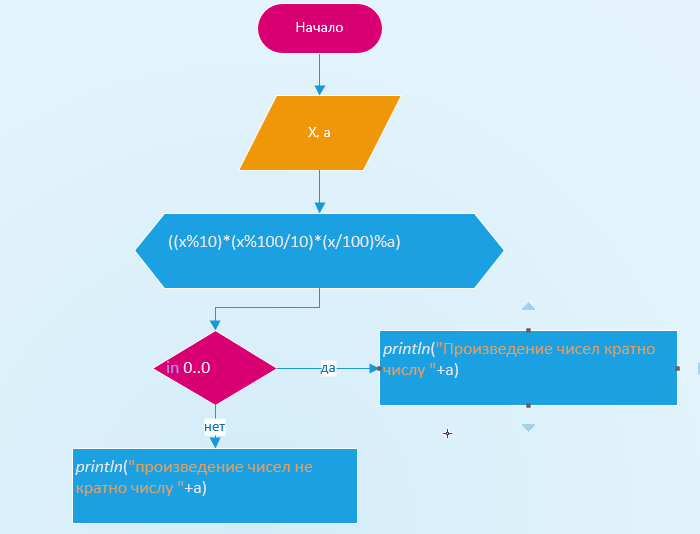 Начало
X, a
((x%10)*(x%100/10)*(x/100)%a)
in 0..0
да
println("Произведение чисел кратно
числу "+a)
нет
println("произведение чисел не
кратно числу "+a)